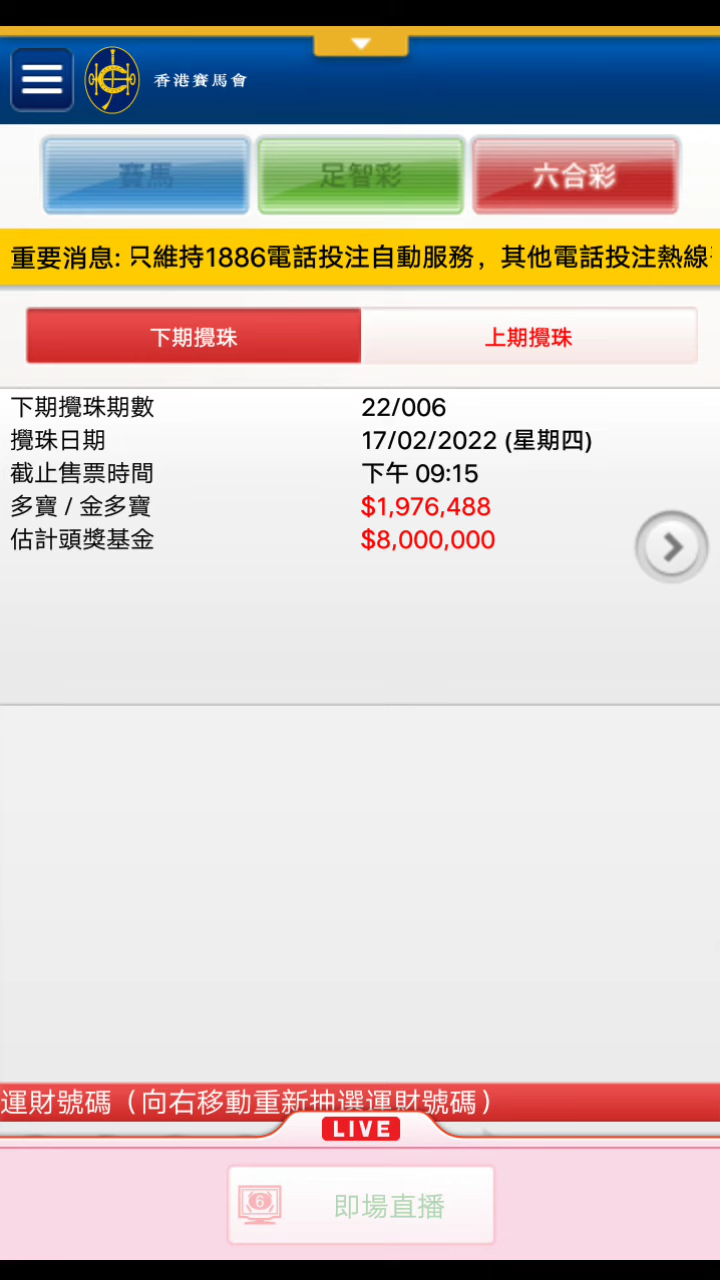 香港賽馬會
賽馬
足智彩
六合彩
重要消息: 只維持1886電話投注自動服務，其他電話投注熱線
下期攪珠
上期攪珠
下期攪珠期數 22/006
攪珠日期 17/02/2022 (星期四)
截止售票時間 下午 09:15
多寶 / 金多寶 $1,976,488
估計頭獎基金 $8,000,000
運財號碼（向右移動重新抽選運財號碼）
LIVE
6
即場直播